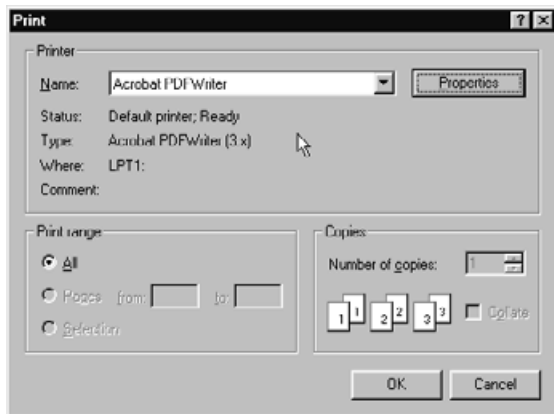 Print
Printer
Name: Acrobat PDFWriter Properties
Status: Default printer; Ready
Type: Acrobat PDFWriter (3.x)
Where: LPT1:
Comment:
Print range
All
Pages from: to:
Selection
Copies
Number of copies: 1
1 1 2 2 3 3
Collate
OK Cancel